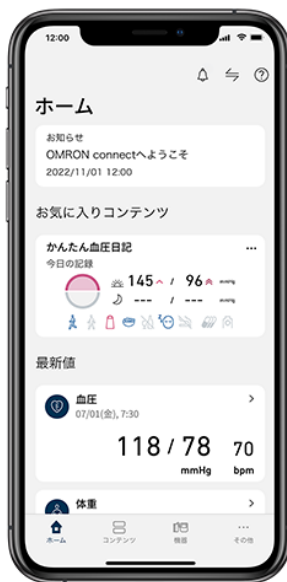 12:00
ホーム
お知らせ
OMRON connectへようこそ
2022/11/01 12:00
お気に入りコンテンツ
かんたん血圧日記
今日の記録
145 / 96 mmHg
--- / --- mmHg
最新値
血圧
07/01(金), 7:30
118 / 78 70
mmHg bpm
体重
ホーム コンテンツ 機器 その他